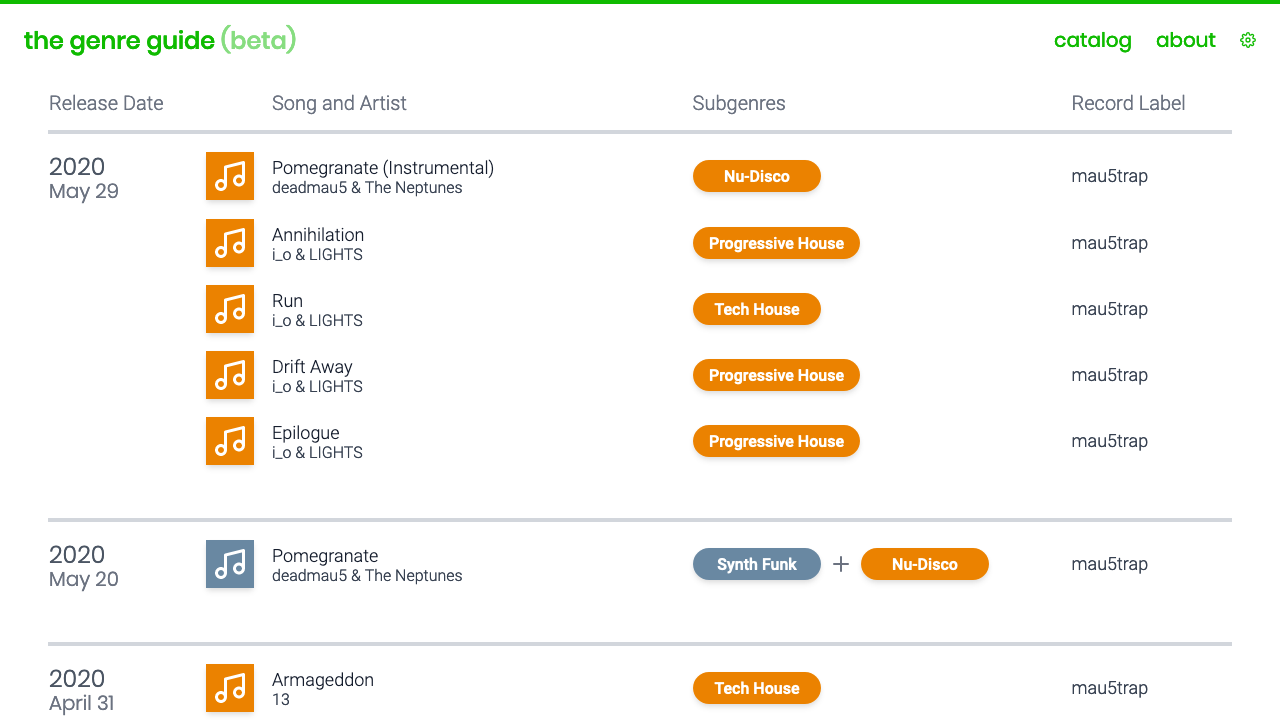 the genre guide (beta)
catalog
about
Release Date
Song and Artist
Subgenres
Record Label
2020
May 29
Pomegranate (Instrumental)
deadmau5 & The Neptunes
Nu-Disco
mau5trap
Annihilation
i_o & LIGHTS
Progressive House
mau5trap
Run
i_o & LIGHTS
Tech House
mau5trap
Drift Away
i_o & LIGHTS
Progressive House
mau5trap
Epilogue
i_o & LIGHTS
Progressive House
mau5trap
2020
May 20
Pomegranate
deadmau5 & The Neptunes
Synth Funk + Nu-Disco
mau5trap
2020
April 31
Armageddon
13
Tech House
mau5trap